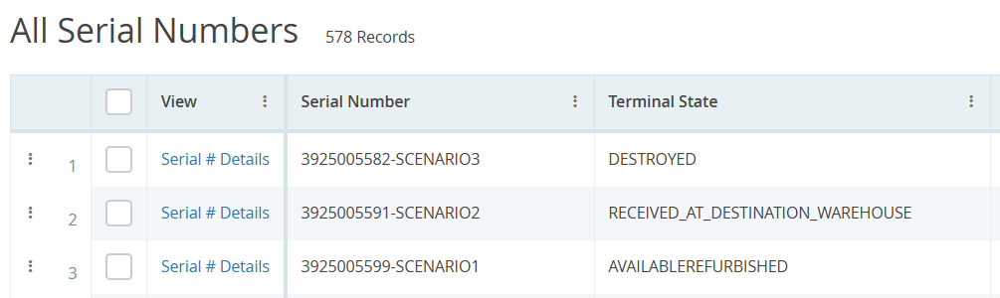 All Serial Numbers 578 Records
View Serial Number Terminal State
1 Serial # Details 3925005582-SCENARIO3 DESTROYED
2 Serial # Details 3925005591-SCENARIO2 RECEIVED_AT_DESTINATION_WAREHOUSE
3 Serial # Details 3925005599-SCENARIO1 AVAILABLEREFURBISHED